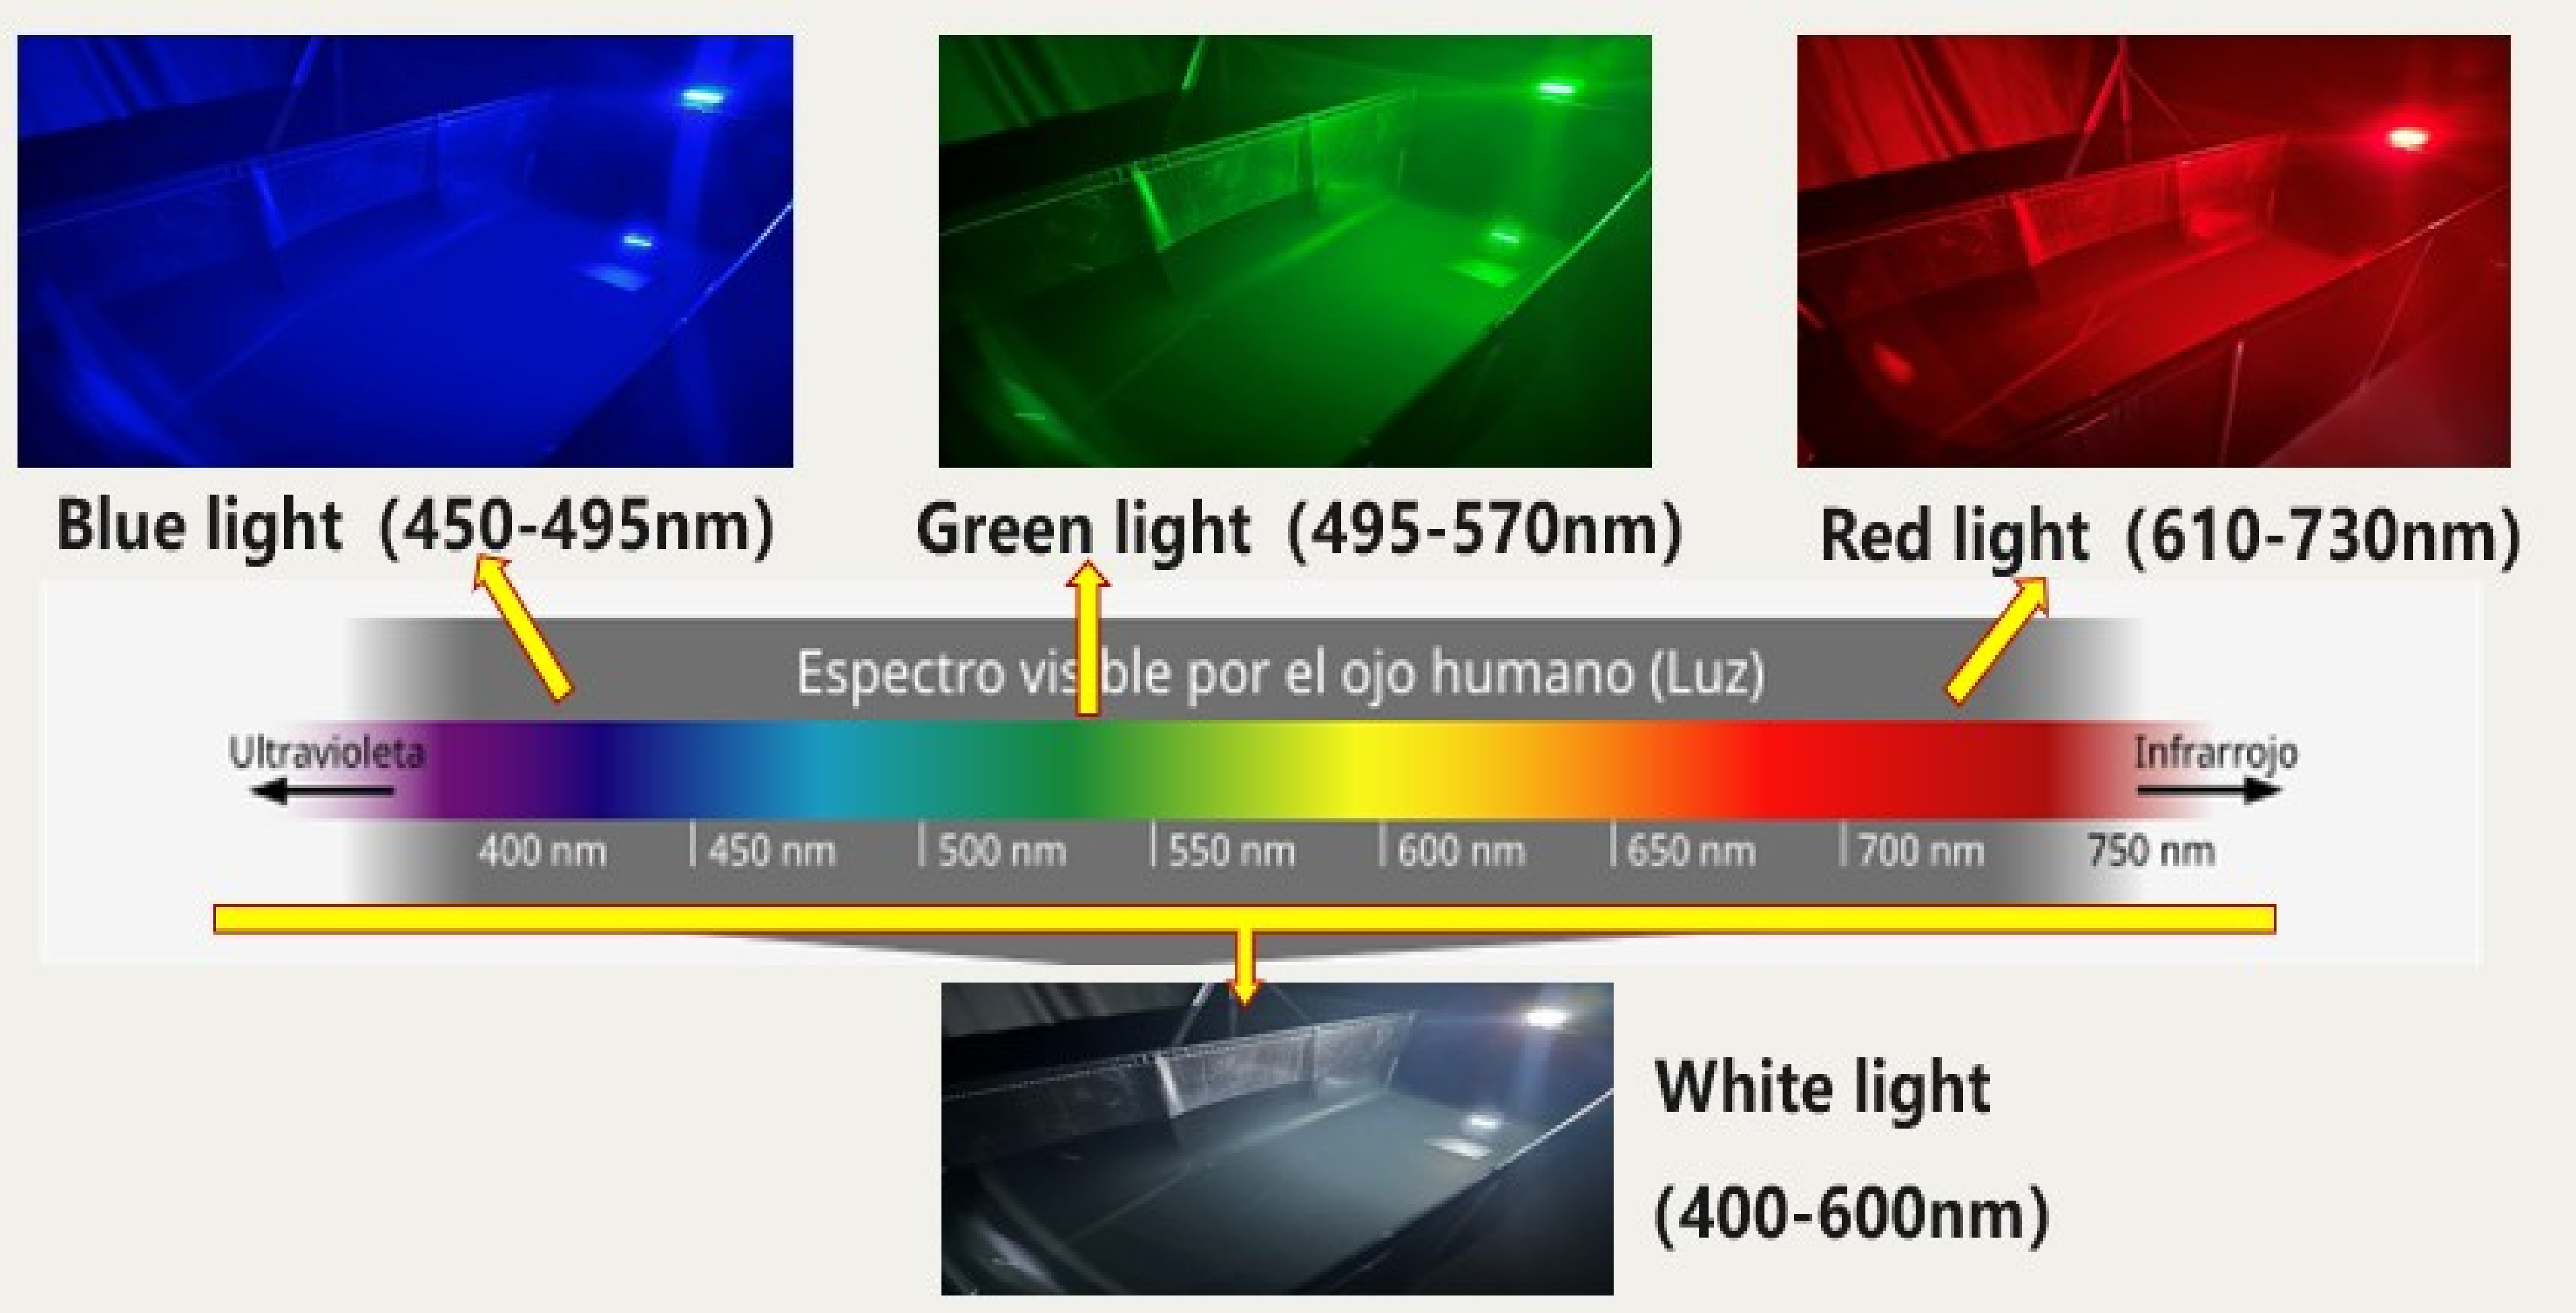 Blue light (450-495nm)
Green light (495-570nm)
Red light (610-730nm)
Espectro visible por el ojo humano (Luz)
Ultravioleta
Infrarrojo
400 nm
450 nm
500 nm
550 nm
600 nm
650 nm
700 nm
750 nm
White light
(400-600nm)